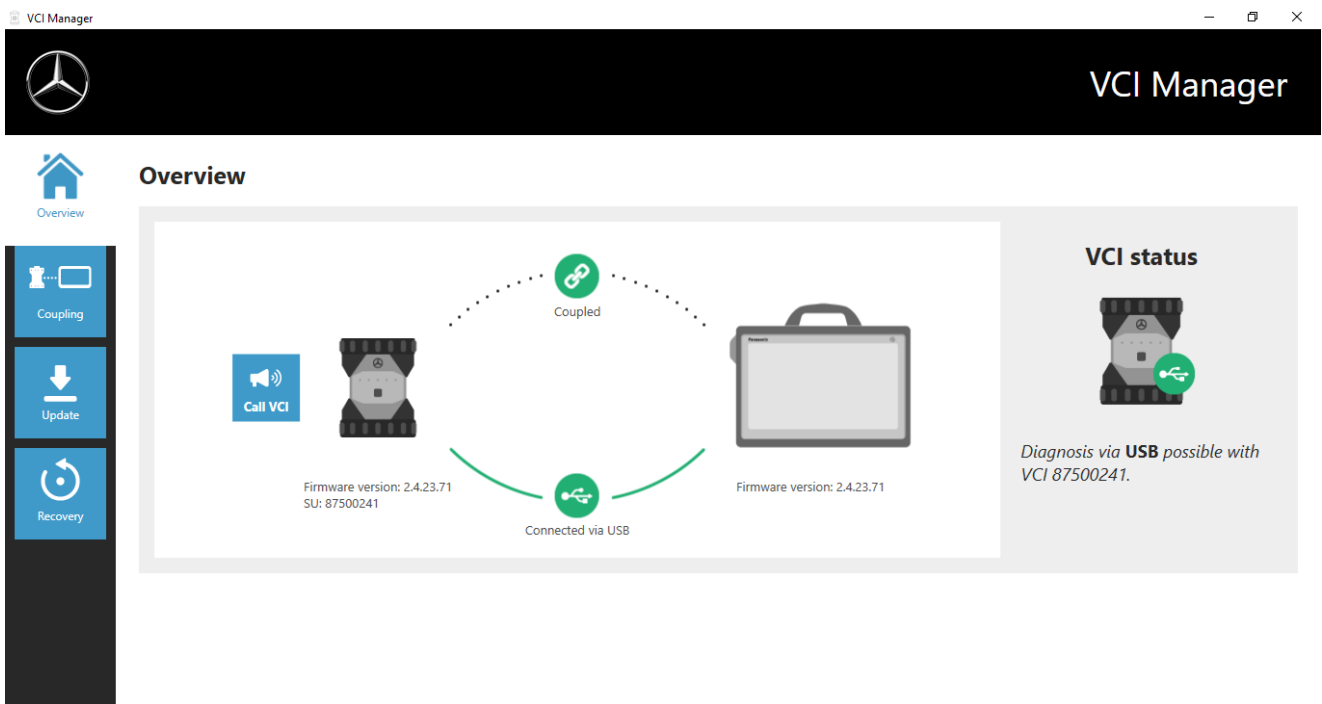 VCI Manager
VCI Manager
Overview
Overview
Coupling
Update
Recovery
Coupled
Call VCI
Firmware version: 2.4.23.71
SU: 87500241
Connected via USB
Panasonic
Firmware version: 2.4.23.71
VCI status
Diagnosis via USB possible with
VCI 87500241.